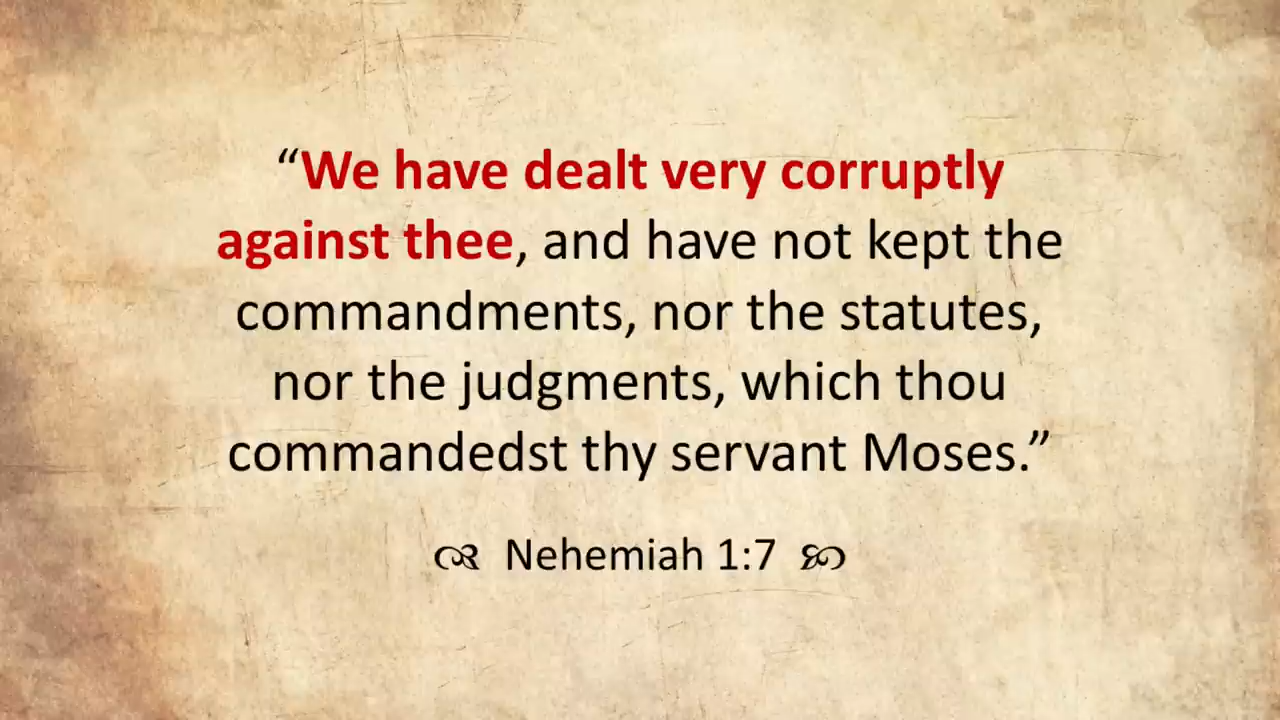 “We have dealt very corruptly
against thee, and have not kept the
commandments, nor the statutes,
nor the judgments, which thou
commandedst thy servant Moses.”
Nehemiah 1:7